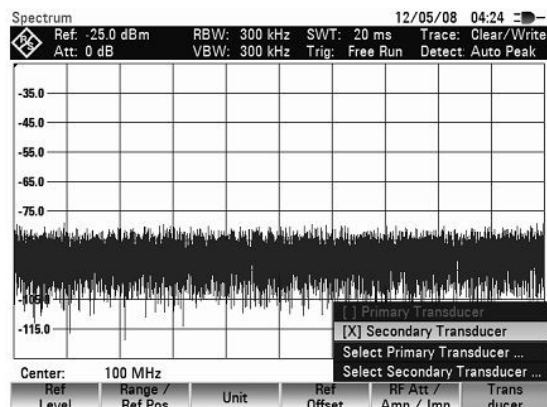 Spectrum 12/05/08 04:24
Ref: -25.0 dBm RBW: 300 kHz SWT: 20 ms Trace: Clear/Write
Att: 0 dB VBW: 300 kHz Trig: Free Run Detect: Auto Peak
-35.0
-45.0
-55.0
-65.0
-75.0
-105.0
-115.0
[ ] Primary Transducer
[X] Secondary Transducer
Select Primary Transducer ...
Select Secondary Transducer ...
Center: 100 MHz
Ref Level
Range / Ref Pos
Unit
Ref Offset
RF Att / Amp / Imp
Trans ducer